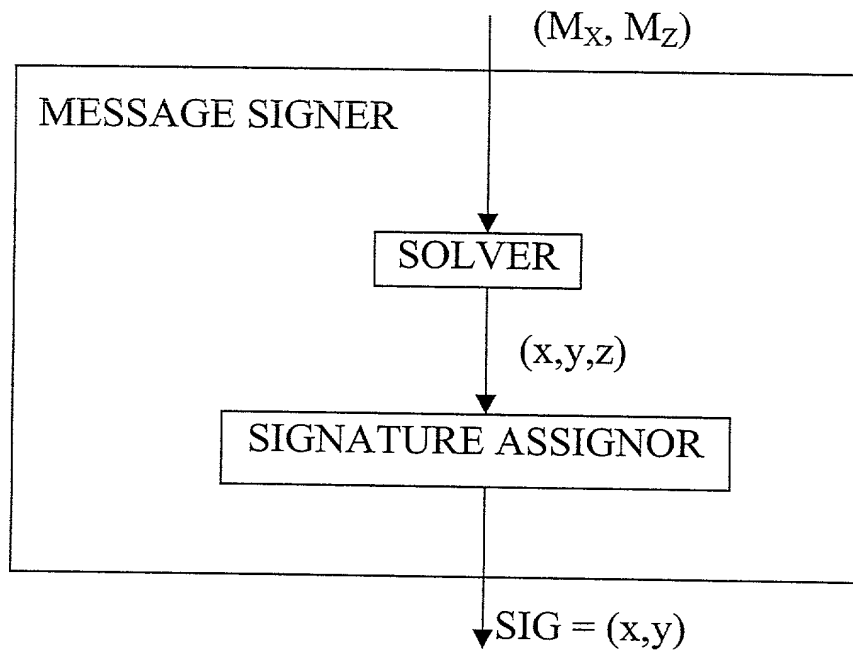 (M_X, M_Z)
MESSAGE SIGNER
SOLVER
(x,y,z)
SIGNATURE ASSIGNOR
SIG = (x,y)